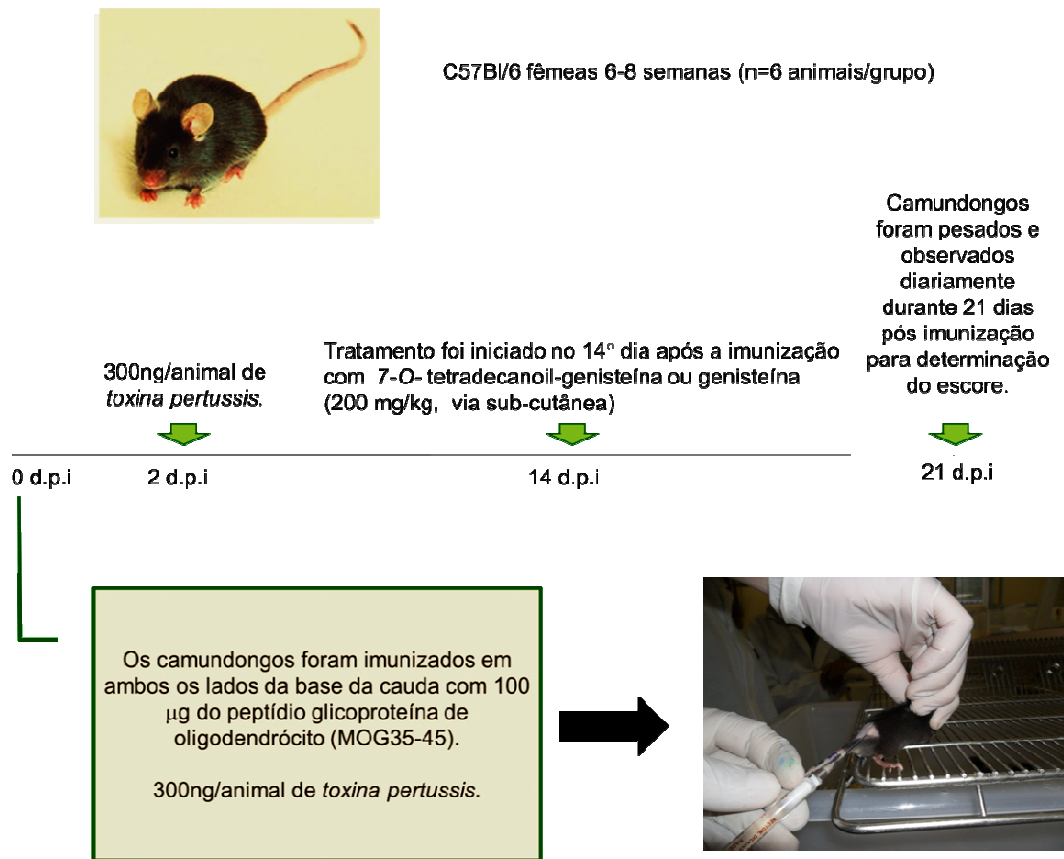 C57Bl/6 fêmeas 6-8 semanas (n=6 animais/grupo)
Camundongos
foram pesados e
observados
diariamente
durante 21 dias
pós imunização
para determinação
do escore.
300ng/animal de
toxina pertussis.
Tratamento foi iniciado no 14º dia após a imunização
com 7-O- tetradecanoil-genisteína ou genisteína
(200 mg/kg, via sub-cutânea)
0 d.p.i
2 d.p.i
14 d.p.i
21 d.p.i
Os camundongos foram imunizados em
ambos os lados da base da cauda com 100
μg do peptídio glicoproteína de
oligodendrócito (MOG35-45).
300ng/animal de toxina pertussis.